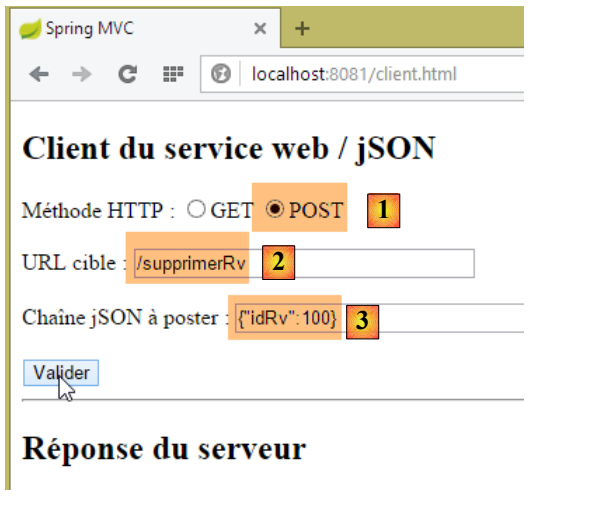 Spring MVC
localhost:8081/client.html
Client du service web / jSON
Méthode HTTP : GET POST 1
URL cible : /supprimerRv 2
Chaîne jSON à poster : {"idRv":100} 3
Valider
Réponse du serveur